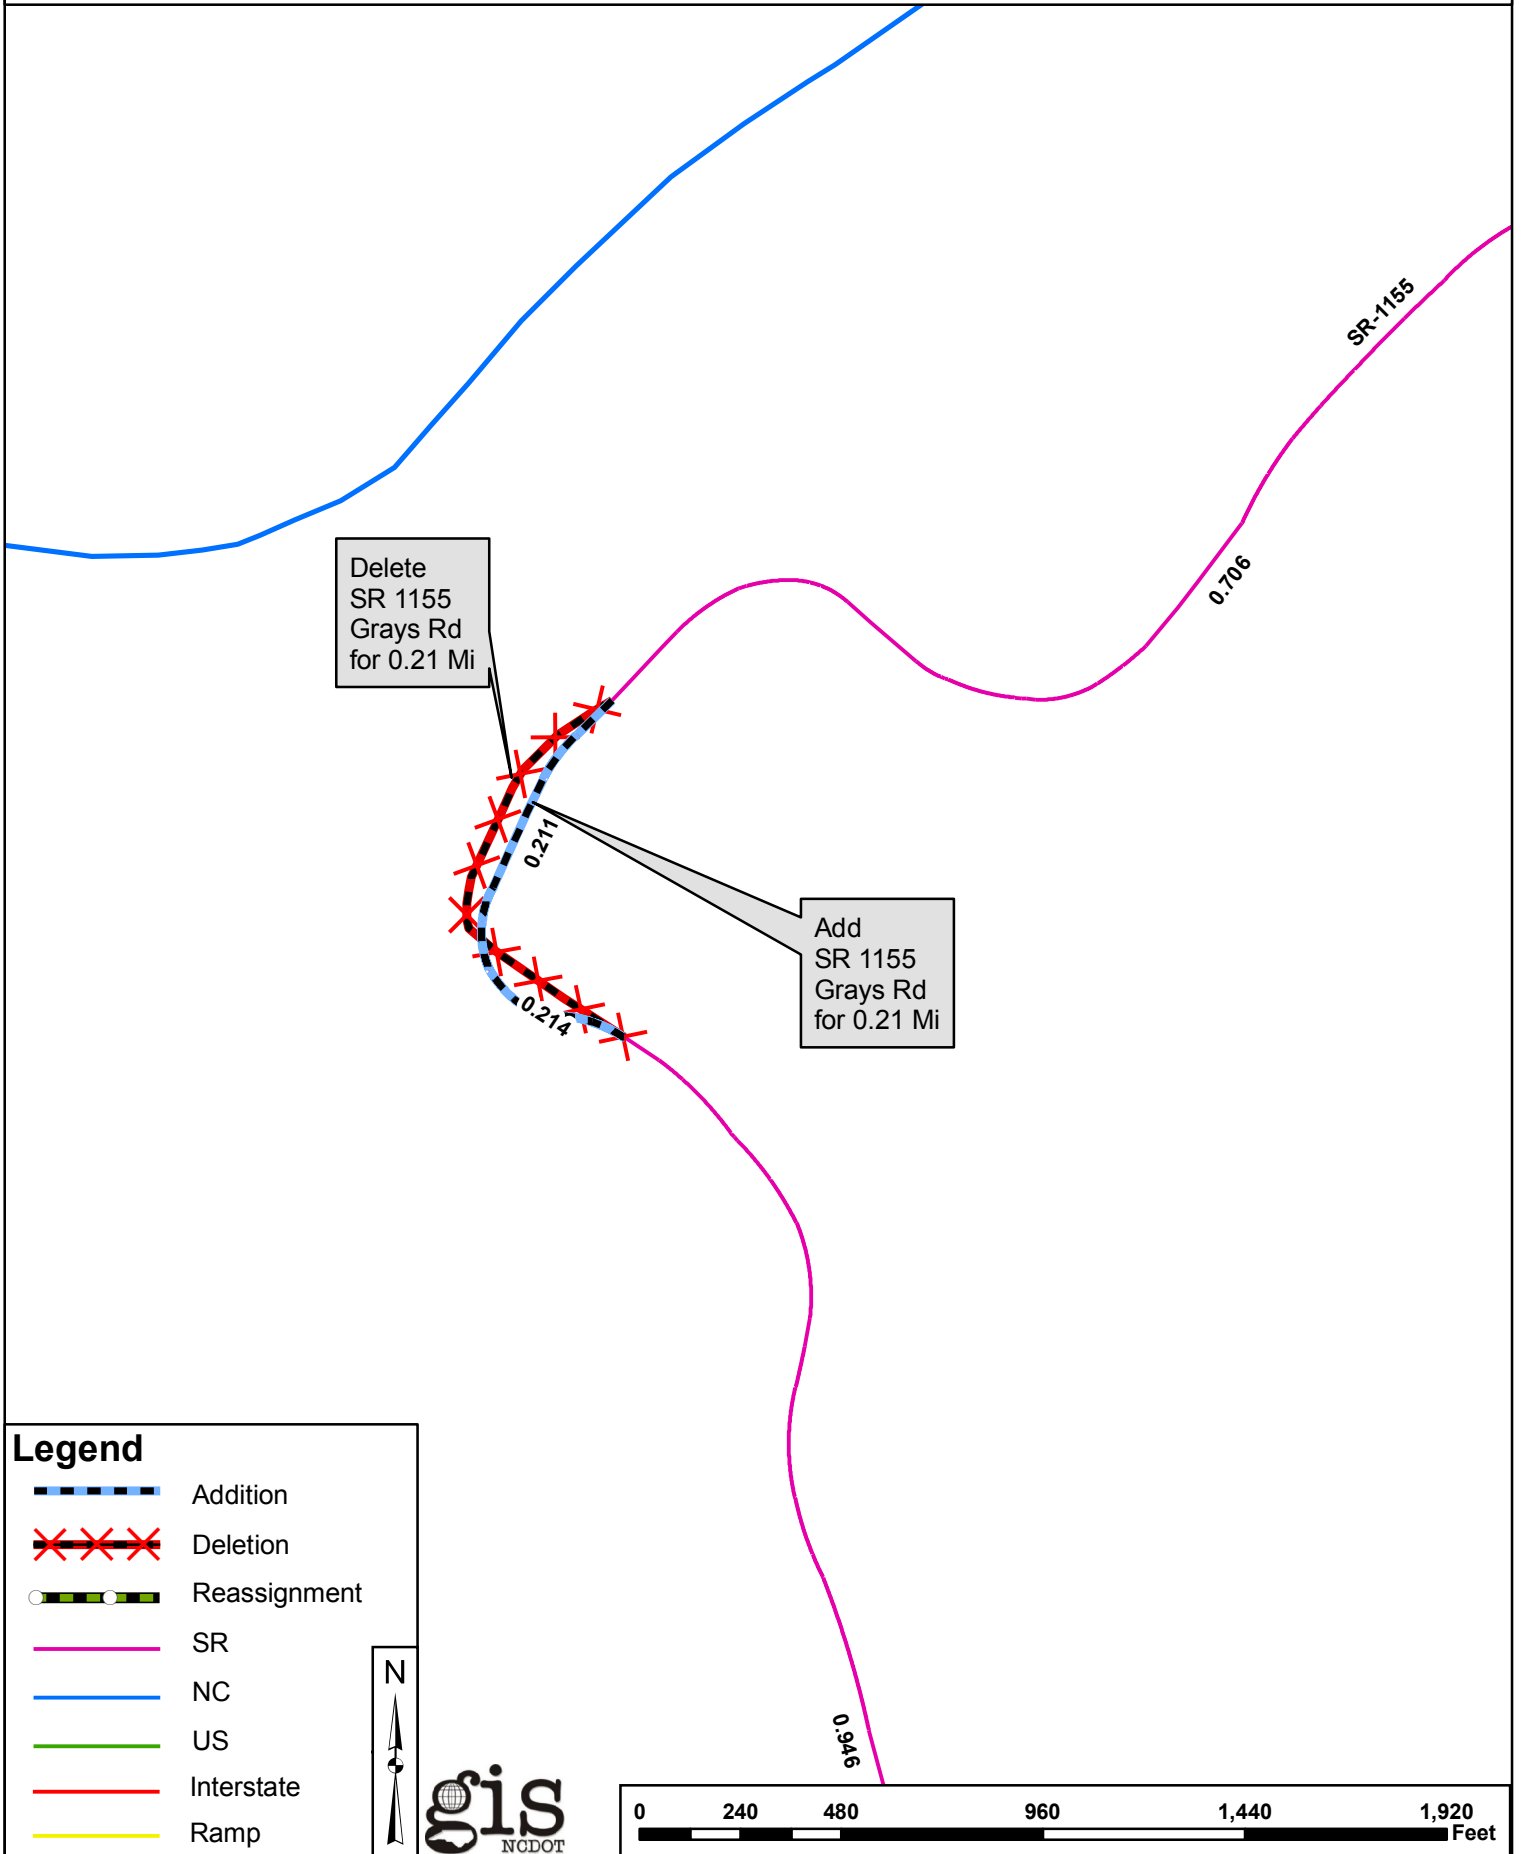 SR-1155
0.706
Delete
SR 1155
Grays Rd
for 0.21 Mi
0.211
Add
SR 1155
Grays Rd
for 0.21 Mi
0.214
0.946
Legend
Addition
Deletion
Reassignment
SR
NC
US
Interstate
Ramp
N
gis
NCDOT
0 240 480 960 1,440 1,920
Feet